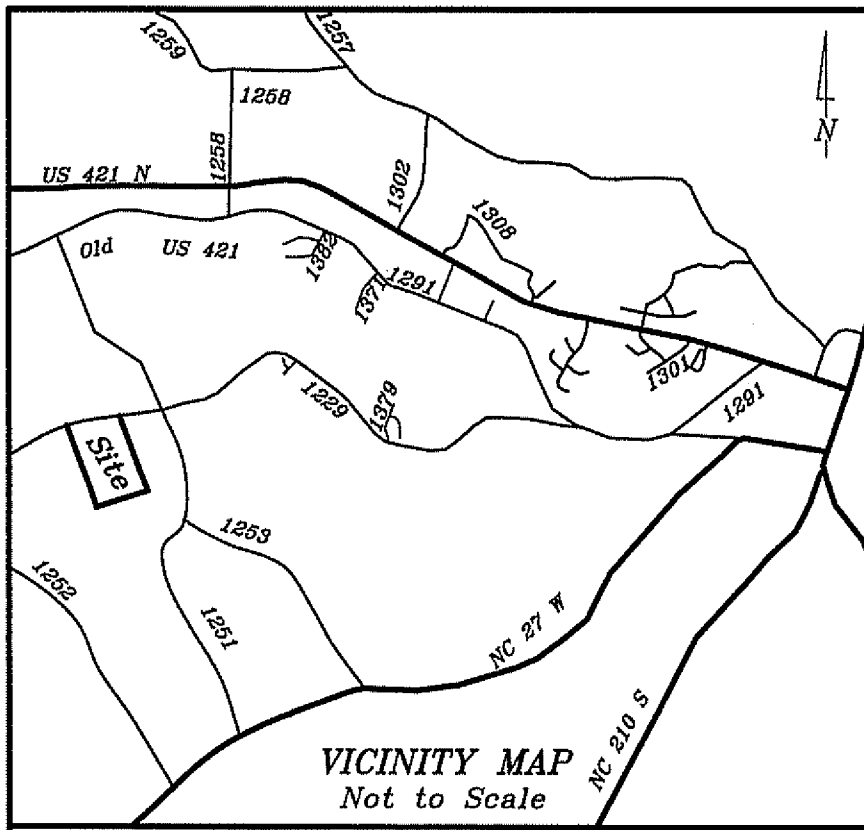 1259
1257
1258
1258
US 421 N
1302
N
1308
Old US 421
1382
1371
1291
1301
1229
1379
1291
Site
1253
1252
1251
NC 27 W
NC 210 S
VICINITY MAP
Not to Scale